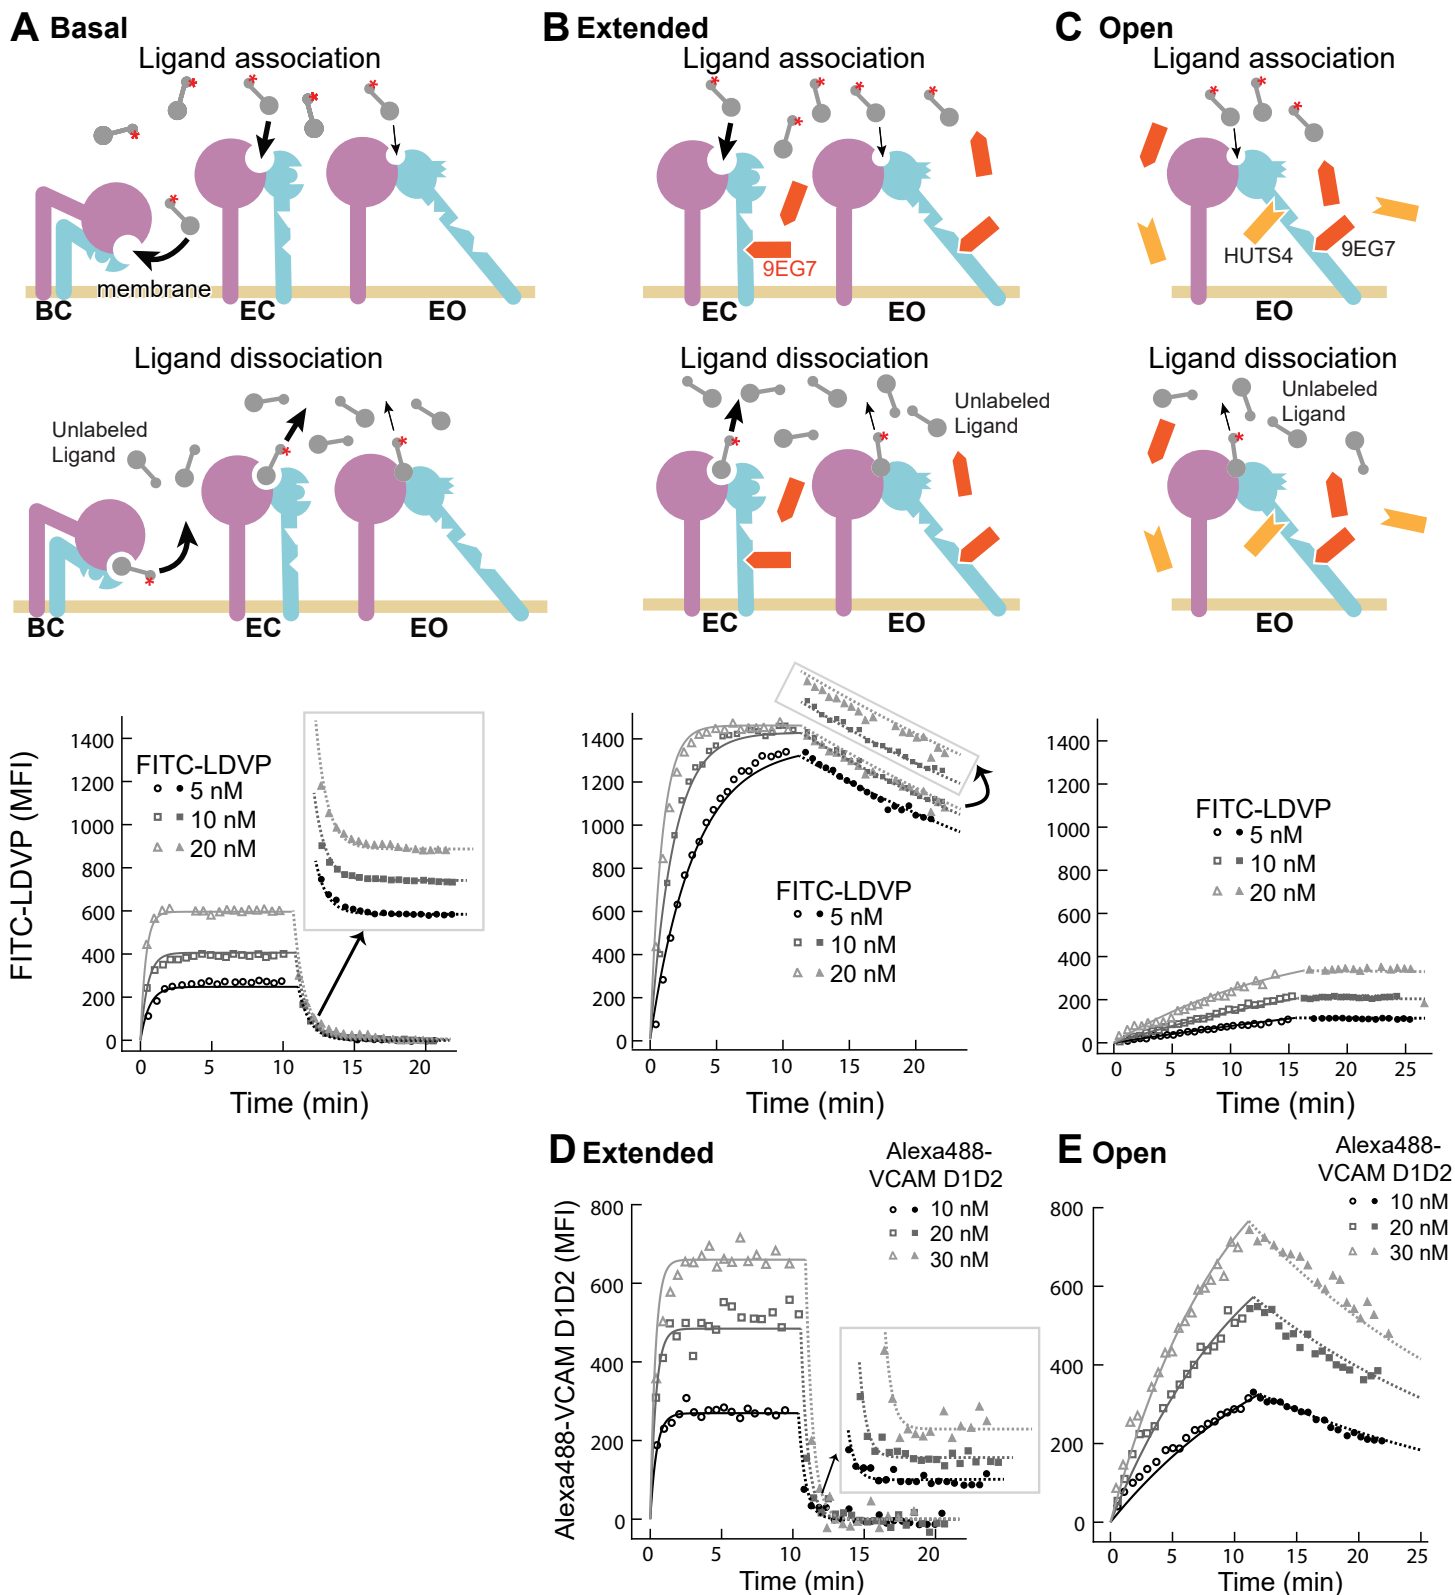 A Basal
Ligand association
membrane
BC
EC
EO
Ligand dissociation
Unlabeled
Ligand
BC
EC
EO
B Extended
Ligand association
9EG7
EC
EO
Ligand dissociation
Unlabeled
Ligand
EC
EO
C Open
Ligand association
HUTS4
9EG7
EO
Ligand dissociation
Unlabeled
Ligand
EO
FITC-LDVP (MFI)
1400
1200
1000
800
600
400
200
0
FITC-LDVP
5 nM
10 nM
20 nM
0 5 10 15 20
Time (min)
1400
1200
1000
800
600
400
200
0
FITC-LDVP
5 nM
10 nM
20 nM
0 5 10 15 20
Time (min)
1400
1200
1000
800
600
400
200
0
FITC-LDVP
5 nM
10 nM
20 nM
0 5 10 15 20 25
Time (min)
D Extended
Alexa488-
VCAM D1D2
10 nM
20 nM
30 nM
Alexa488-VCAM D1D2 (MFI)
800
600
400
200
0
0 5 10 15 20
Time (min)
E Open
Alexa488-
VCAM D1D2
10 nM
20 nM
30 nM
800
600
400
200
0
0 5 10 15 20 25
Time (min)